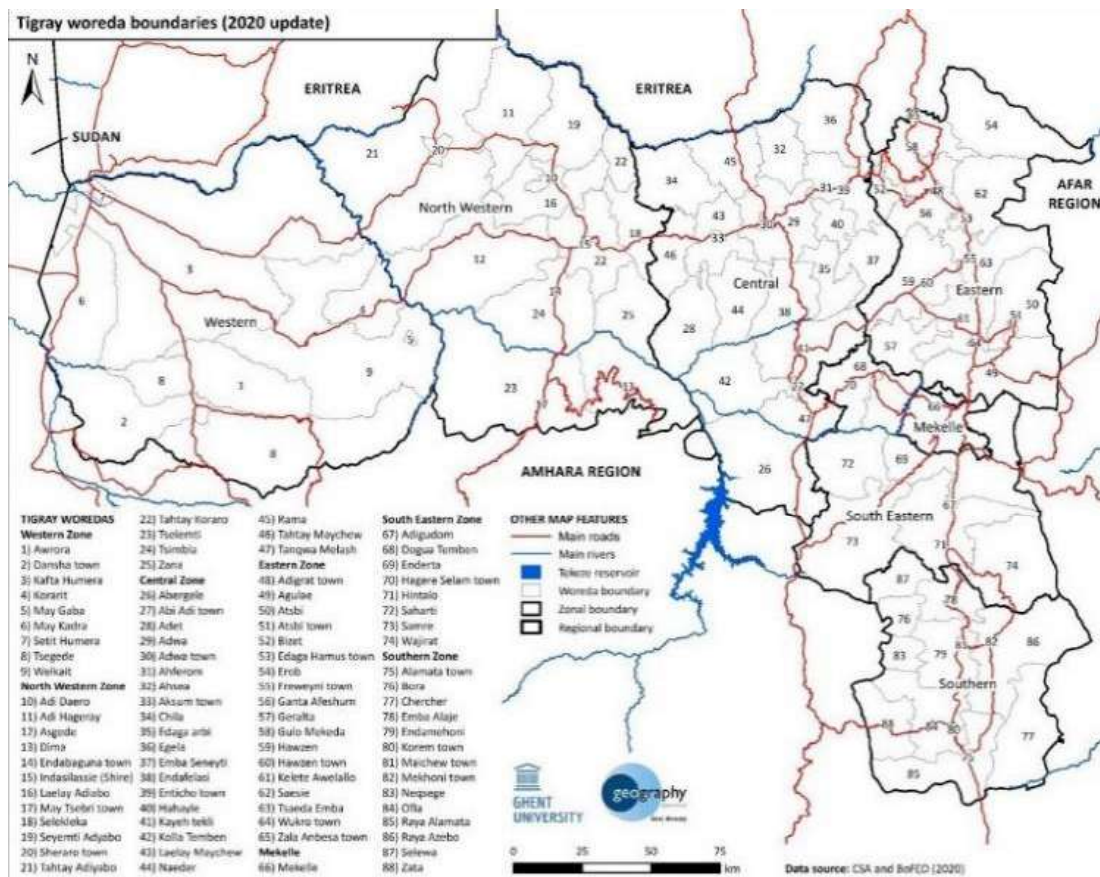 Tigray woreda boundaries (2020 update)
N
ERITREA
ERITREA
SUDAN
AFAR
REGION
North Western
Western
Central
Eastern
Mekelle
South Eastern
Southern
AMHARA REGION
TIGRAY WOREDAS
Western Zone
1) Awrora
2) Dansha town
3) Kafta Humera
4) Korarit
5) May Gaba
6) May Kadra
7) Setit Humera
8) Tsegede
9) Welkait
North Western Zone
10) Adi Daero
11) Adi Hageray
12) Asgede
13) Dima
14) Endabaguna town
15) Indasilassie (Shire)
16) Laelay Adiabo
17) May Tsebri town
18) Selekleka
19) Seyemti Adyabo
20) Sheraro town
21) Tahtay Adiyabo
22) Tahtay Koraro
23) Tselemti
24) Tsimbla
25) Zana
Central Zone
26) Abergele
27) Abi Adi town
28) Adet
29) Adwa
30) Adwa town
31) Ahferom
32) Ahsea
33) Aksum town
34) Chila
35) Edaga arbi
36) Egela
37) Emba Seneyti
38) Endafelasi
39) Enticho town
40) Hahayle
41) Kayeh tekli
42) Kolla Temben
43) Laelay Maychew
44) Naeder
45) Rama
46) Tahtay Maychew
47) Tanqwa Melash
Eastern Zone
48) Adigrat town
49) Agulae
50) Atsbi
51) Atsbi town
52) Bizet
53) Edaga Hamus town
54) Erob
55) Freweyni town
56) Ganta Afeshum
57) Geralta
58) Gulo Mekeda
59) Hawzen
60) Hawzen town
61) Kelete Awelallo
62) Saesie
63) Tsaeda Emba
64) Wukro town
65) Zala Anbesa town
Mekelle
66) Mekelle
South Eastern Zone
67) Adigudom
68) Dogua Temben
69) Enderta
70) Hagere Selam town
71) Hintalo
72) Saharti
73) Samre
74) Wajirat
Southern Zone
75) Alamata town
76) Bora
77) Chercher
78) Emba Alaje
79) Endamehoni
80) Korem town
81) Maichew town
82) Mekhoni town
83) Neqsege
84) Ofla
85) Raya Alamata
86) Raya Azebo
87) Selewa
88) Zata
OTHER MAP FEATURES
Main roads
Main rivers
Tekeze reservoir
Woreda boundary
Zonal boundary
Regional boundary
GHENT
UNIVERSITY
geography
0 25 50 75
km
Data source: CSA and BoFED (2020)